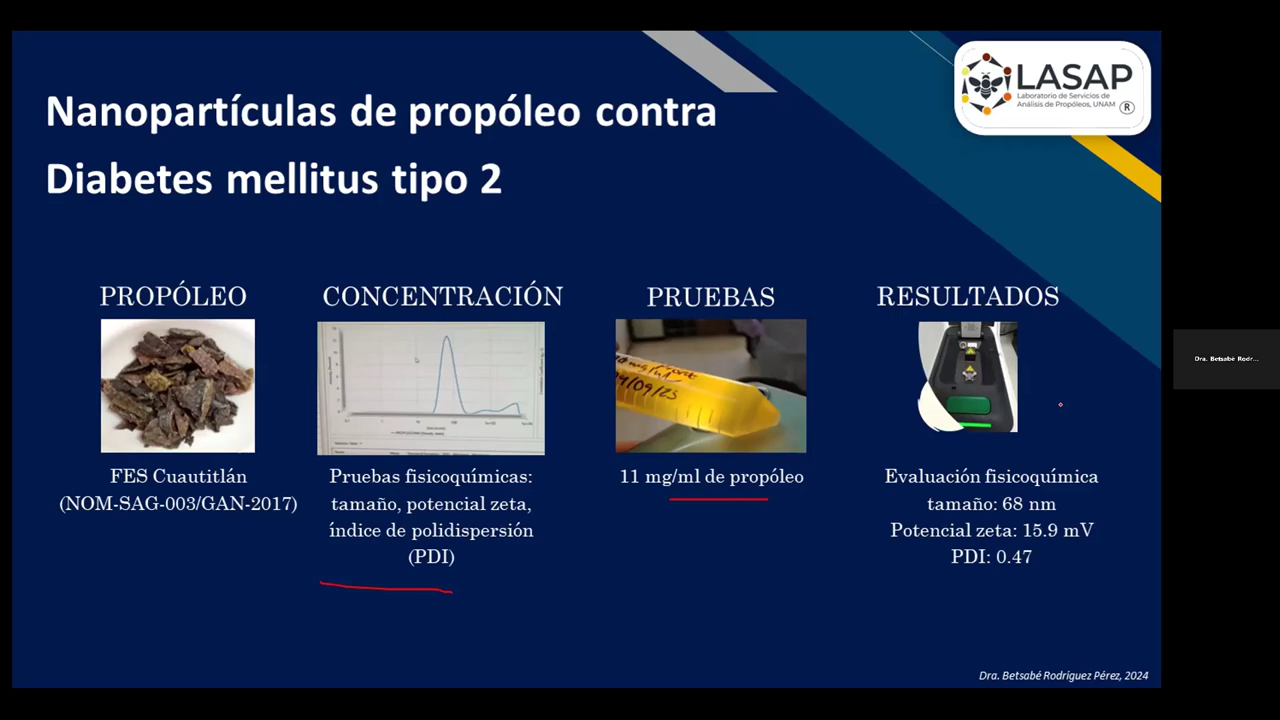 Nanopartículas de propóleo contra
Diabetes mellitus tipo 2
LASAP
Laboratorio de Servicios de
Análisis de Propóleos, UNAM
®
PROPÓLEO
FES Cuautitlán
(NOM-SAG-003/GAN-2017)
CONCENTRACIÓN
Pruebas fisicoquímicas:
tamaño, potencial zeta,
índice de polidispersión
(PDI)
PRUEBAS
11 mg/ml de propóleo
RESULTADOS
Evaluación fisicoquímica
tamaño: 68 nm
Potencial zeta: 15.9 mV
PDI: 0.47
Dra. Betsabé Rodr...
Dra. Betsabé Rodríguez Pérez, 2024